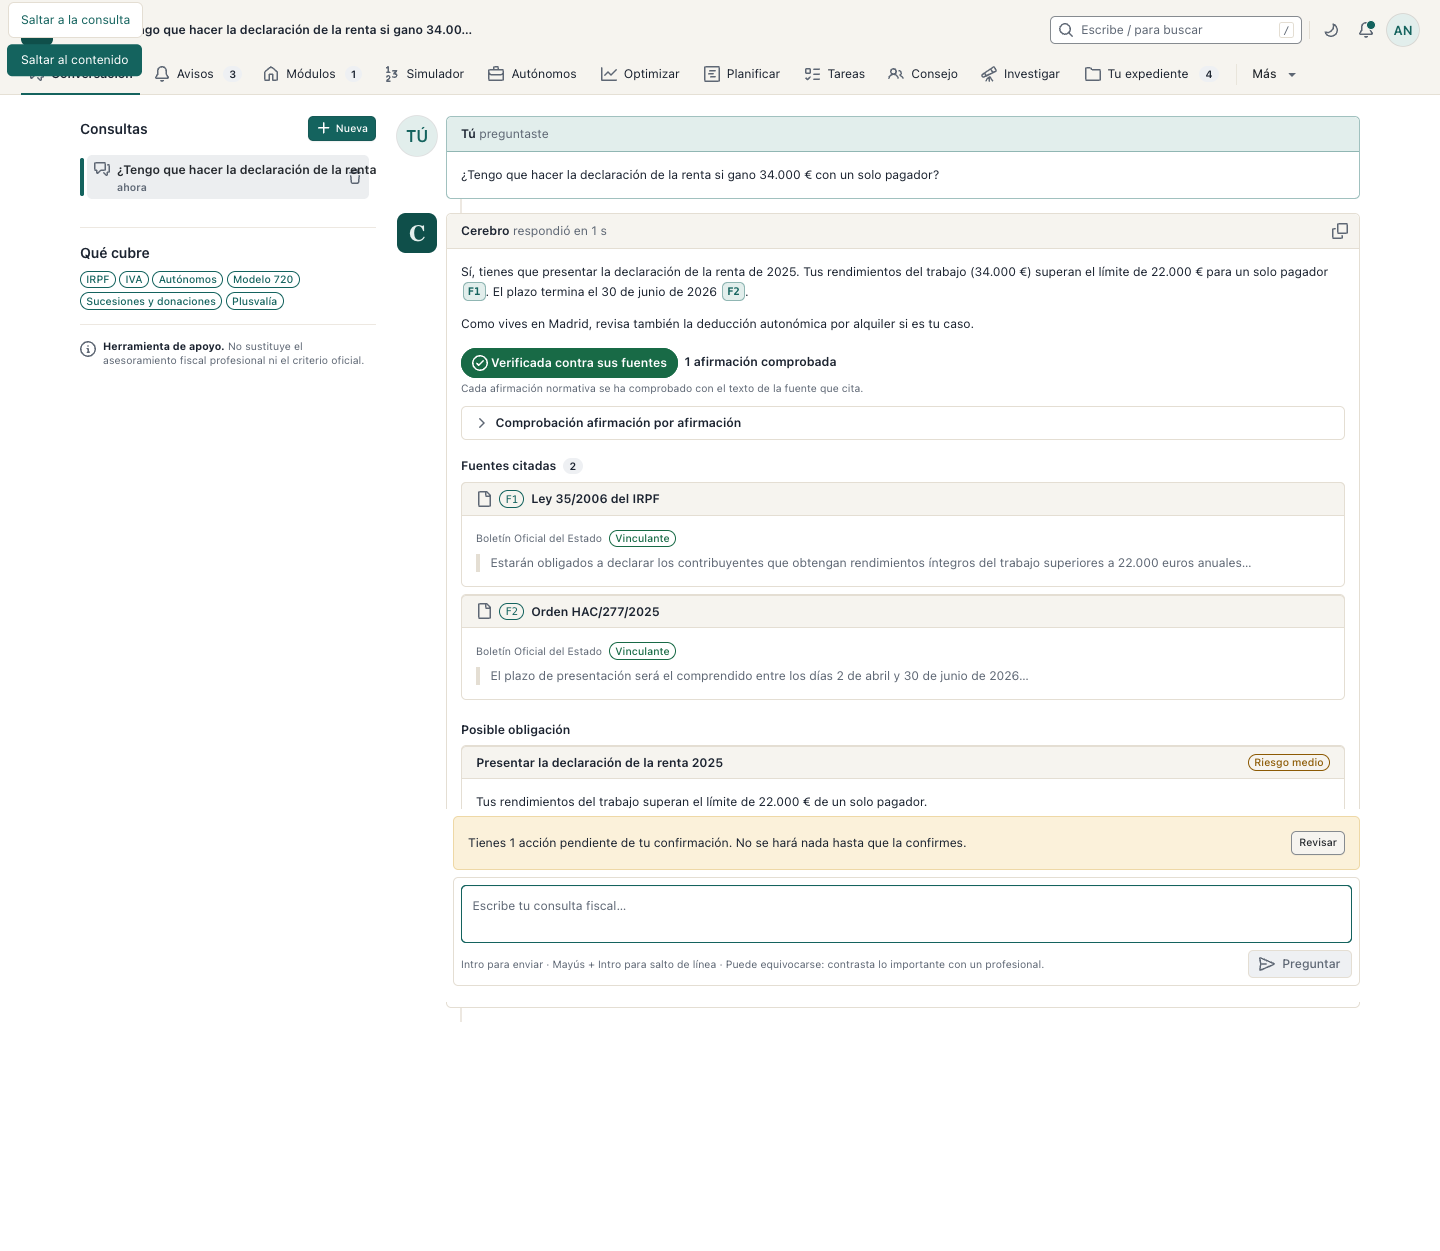 Saltar a la consulta
Saltar al contenido
go que hacer la declaración de la renta si gano 34.00...
Escribe / para buscar
/
AN
Conversación
Avisos 3
Módulos 1
Simulador
Autónomos
Optimizar
Planificar
Tareas
Consejo
Investigar
Tu expediente 4
Más
Consultas
Nueva
¿Tengo que hacer la declaración de la renta
ahora
Qué cubre
IRPF IVA Autónomos Modelo 720
Sucesiones y donaciones Plusvalía
Herramienta de apoyo. No sustituye el
asesoramiento fiscal profesional ni el criterio oficial.
TÚ
Tú preguntaste
¿Tengo que hacer la declaración de la renta si gano 34.000 € con un solo pagador?
C
Cerebro respondió en 1 s
Sí, tienes que presentar la declaración de la renta de 2025. Tus rendimientos del trabajo (34.000 €) superan el límite de 22.000 € para un solo pagador
F1. El plazo termina el 30 de junio de 2026 F2.
Como vives en Madrid, revisa también la deducción autonómica por alquiler si es tu caso.
Verificada contra sus fuentes 1 afirmación comprobada
Cada afirmación normativa se ha comprobado con el texto de la fuente que cita.
Comprobación afirmación por afirmación
Fuentes citadas 2
F1 Ley 35/2006 del IRPF
Boletín Oficial del Estado Vinculante
Estarán obligados a declarar los contribuyentes que obtengan rendimientos íntegros del trabajo superiores a 22.000 euros anuales...
F2 Orden HAC/277/2025
Boletín Oficial del Estado Vinculante
El plazo de presentación será el comprendido entre los días 2 de abril y 30 de junio de 2026...
Posible obligación
Presentar la declaración de la renta 2025
Riesgo medio
Tus rendimientos del trabajo superan el límite de 22.000 € de un solo pagador.
Tienes 1 acción pendiente de tu confirmación. No se hará nada hasta que la confirmes.
Revisar
Escribe tu consulta fiscal...
Intro para enviar · Mayús + Intro para salto de línea · Puede equivocarse: contrasta lo importante con un profesional.
Preguntar